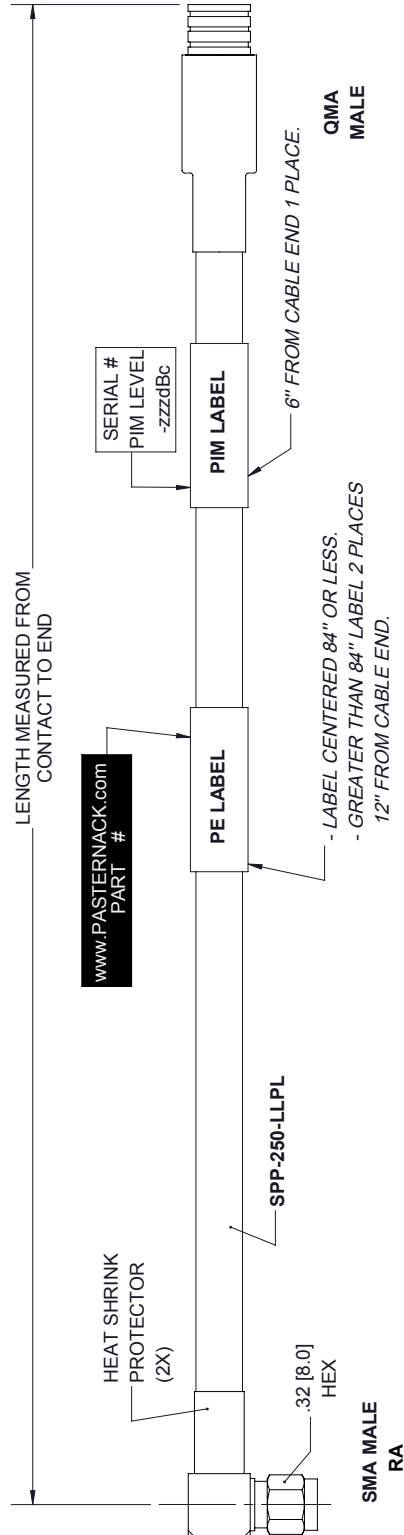 LENGTH MEASURED FROM
CONTACT TO END
www.PASTERNACK.com
PART #
SERIAL #
PIM LEVEL
-zzzdBc
HEAT SHRINK
PROTECTOR
(2X)
PE LABEL
PIM LABEL
.32 [8.0]
HEX
SPP-250-LLPL
- LABEL CENTERED 84" OR LESS.
- GREATER THAN 84" LABEL 2 PLACES
12" FROM CABLE END.
6" FROM CABLE END 1 PLACE.
SMA MALE
RA
QMA
MALE